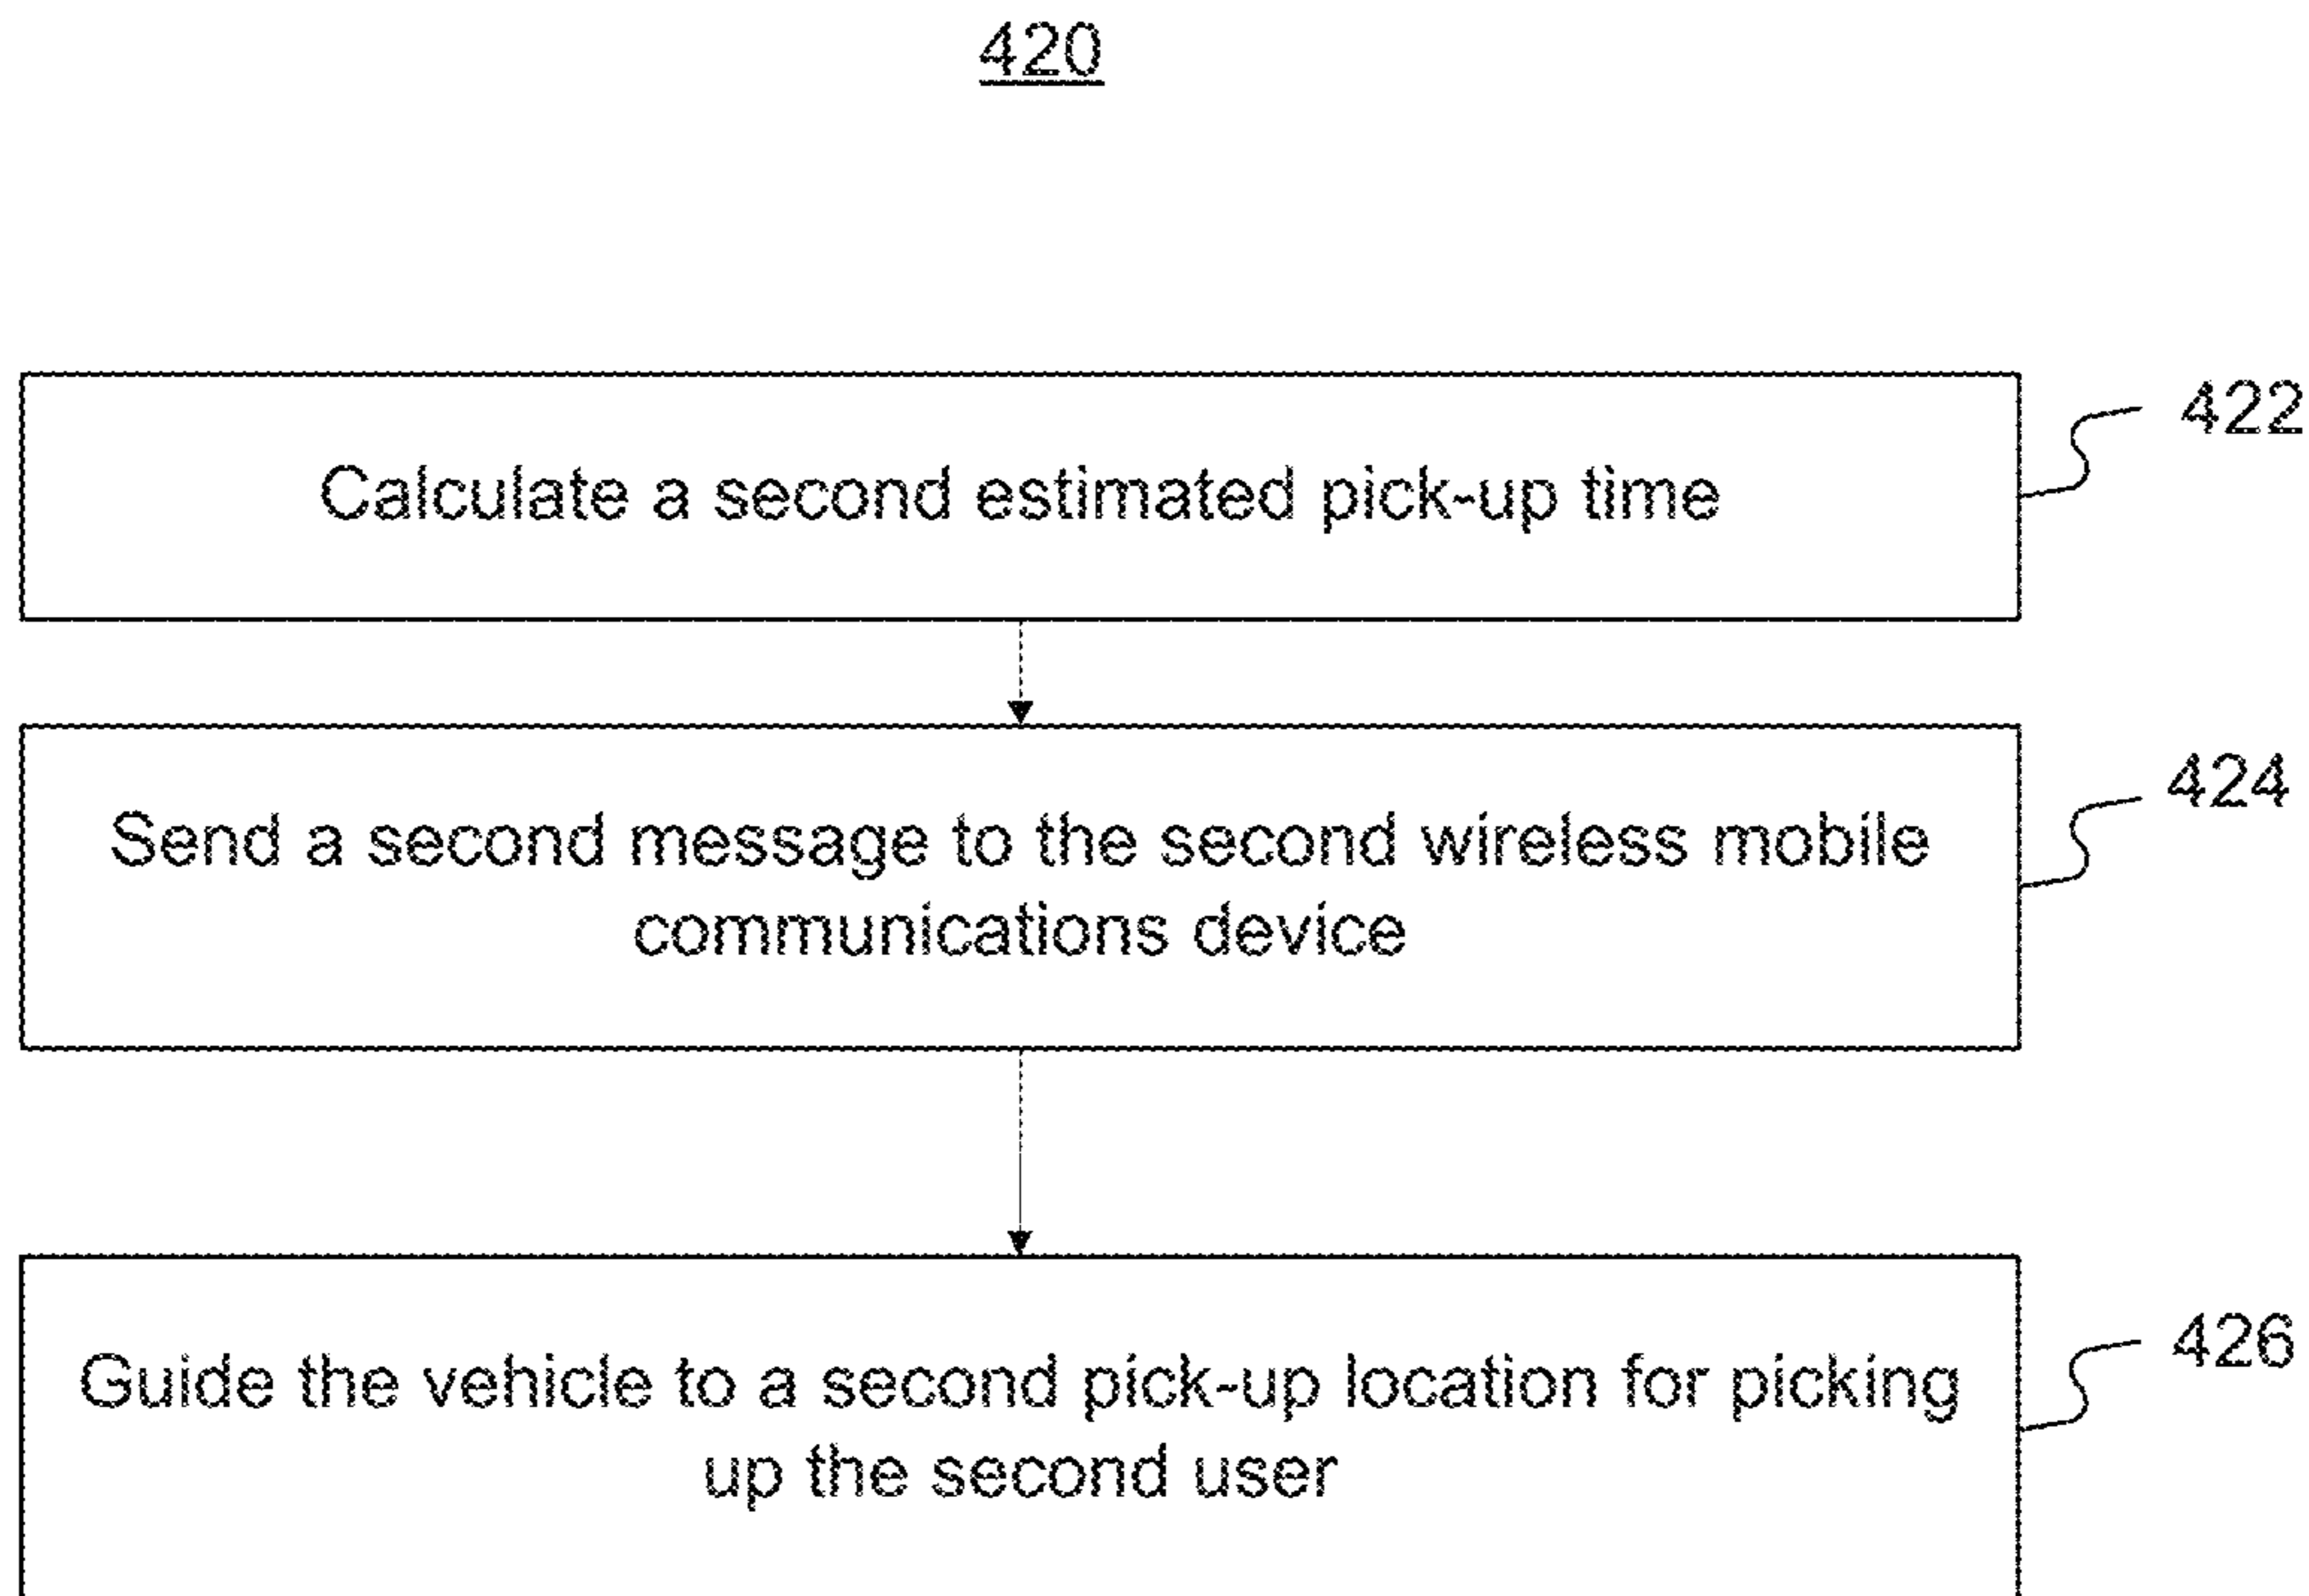 420
Calculate a second estimated pick-up time
422
Send a second message to the second wireless mobile
communications device
424
Guide the vehicle to a second pick-up location for picking
up the second user
426